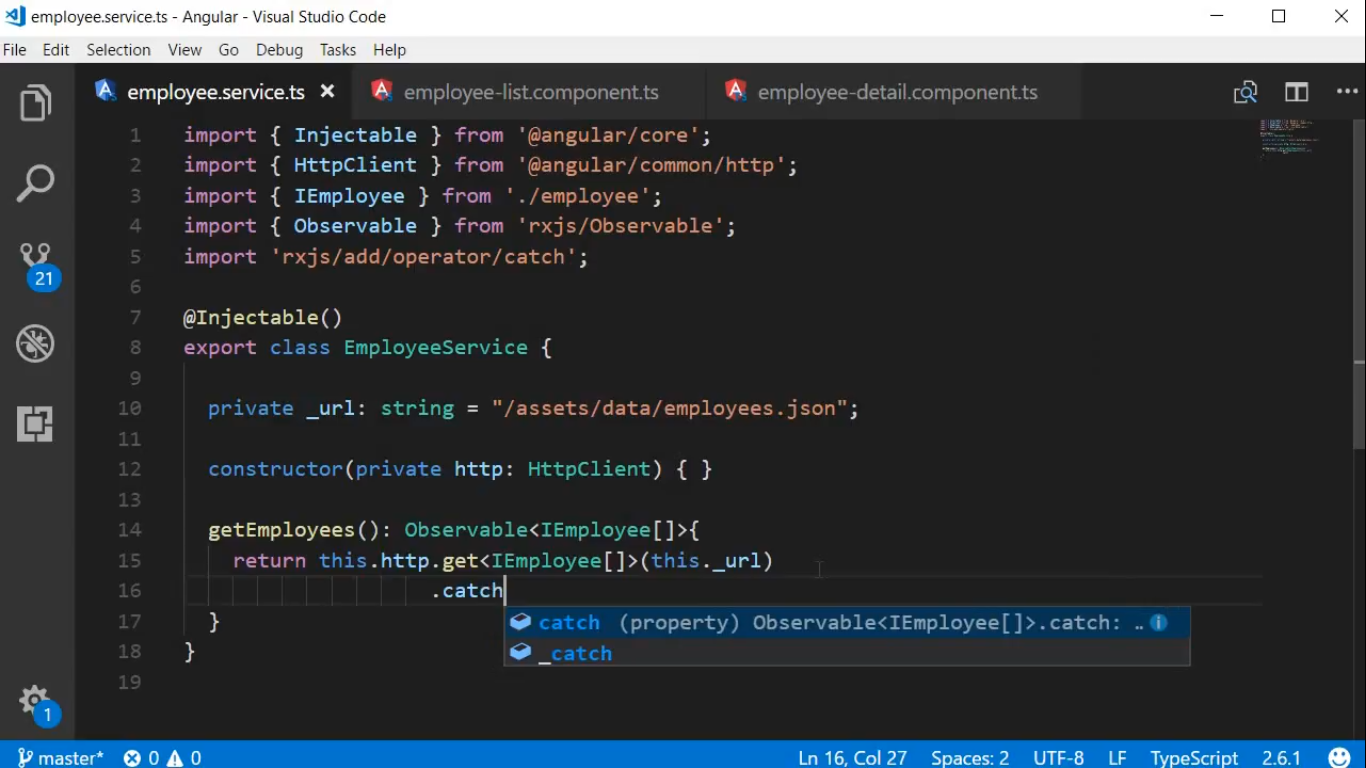 employee.service.ts - Angular - Visual Studio Code
File Edit Selection View Go Debug Tasks Help
employee.service.ts employee-list.component.ts employee-detail.component.ts
1 import { Injectable } from '@angular/core';
2 import { HttpClient } from '@angular/common/http';
3 import { IEmployee } from './employee';
4 import { Observable } from 'rxjs/Observable';
5 import 'rxjs/add/operator/catch';
6
7 @Injectable()
8 export class EmployeeService {
9
10 private _url: string = "/assets/data/employees.json";
11
12 constructor(private http: HttpClient) { }
13
14 getEmployees(): Observable<IEmployee[]>{
15 return this.http.get<IEmployee[]>(this._url)
16 .catch
catch (property) Observable<IEmployee[]>.catch: ..
17 }
_catch
18 }
19
21
1
master* 0 0 Ln 16, Col 27 Spaces: 2 UTF-8 LF TypeScript 2.6.1